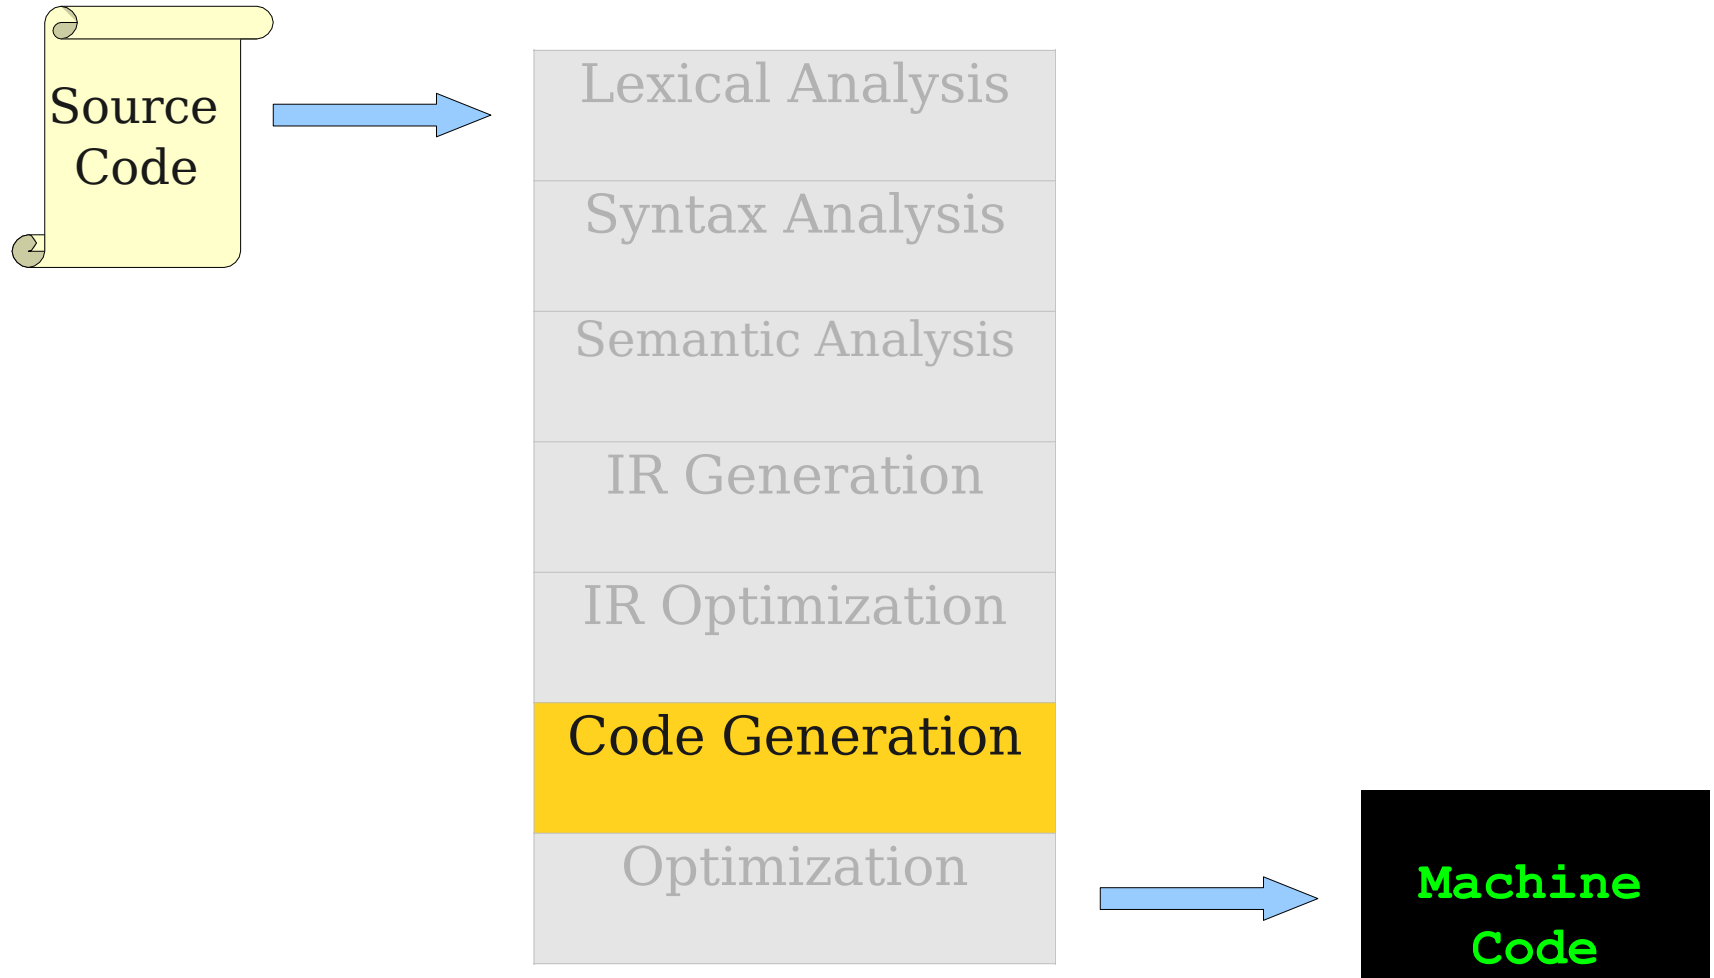 Source
Code
Lexical Analysis
Syntax Analysis
Semantic Analysis
IR Generation
IR Optimization
Code Generation
Optimization
Machine
Code